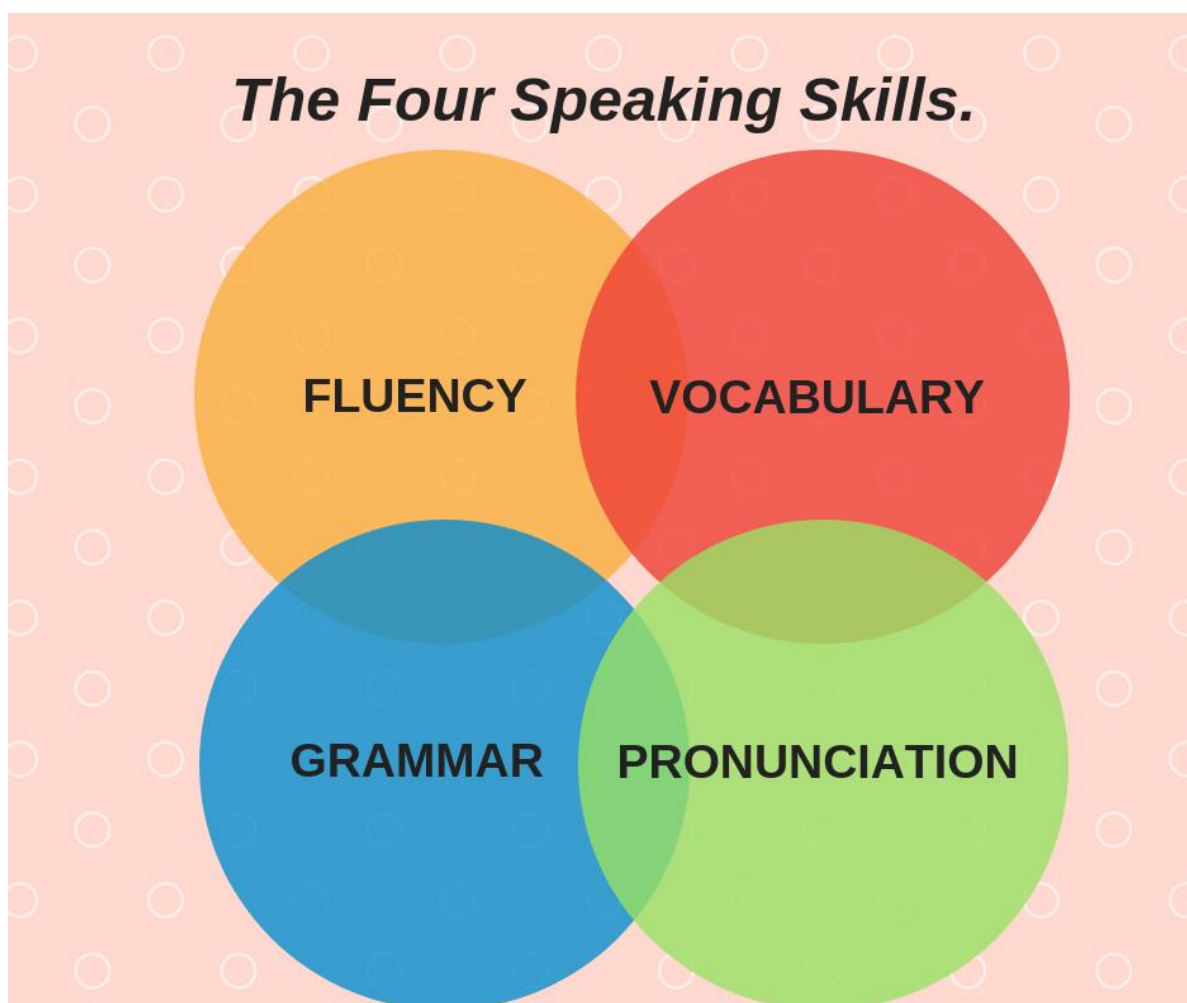 The Four Speaking Skills.
FLUENCY
VOCABULARY
GRAMMAR
PRONUNCIATION